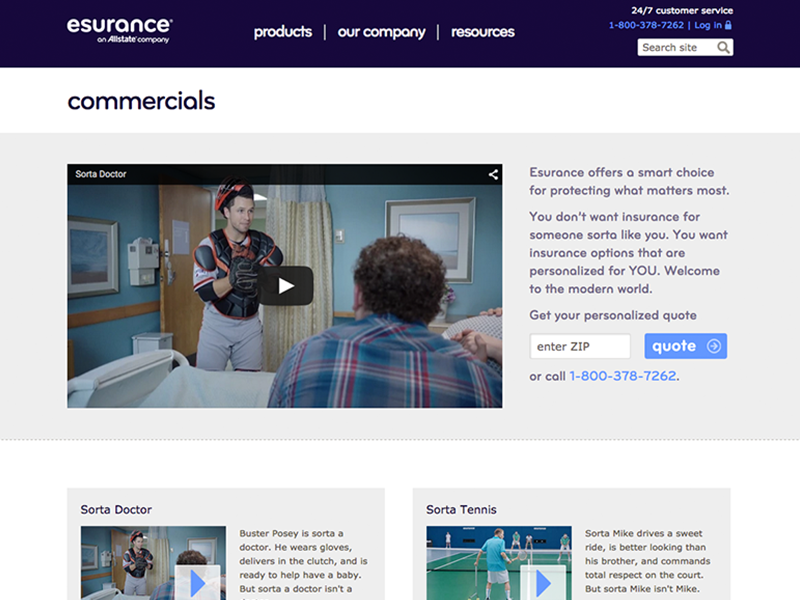 esurance®
an Allstate® company
products | our company | resources
24/7 customer service
1-800-378-7262 | Log in
Search site
commercials
Sorta Doctor
Esurance offers a smart choice
for protecting what matters most.
You don't want insurance for
someone sorta like you. You want
insurance options that are
personalized for YOU. Welcome
to the modern world.
Get your personalized quote
enter ZIP
quote
or call 1-800-378-7262.
Sorta Doctor
Buster Posey is sorta a
doctor. He wears gloves,
delivers in the clutch, and is
ready to help have a baby.
But sorta a doctor isn't a
Sorta Tennis
Sorta Mike drives a sweet
ride, is better looking than
his brother, and commands
total respect on the court.
But sorta Mike isn't Mike.